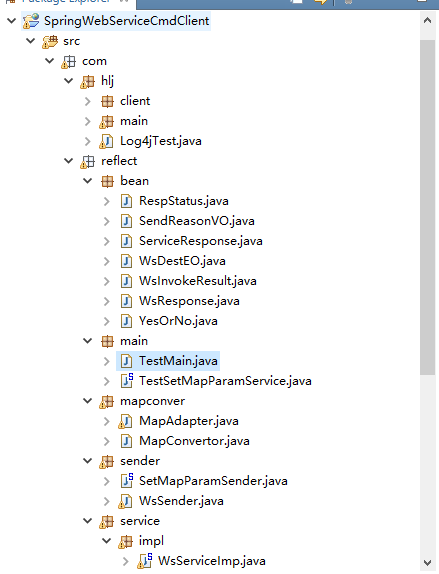 Package Explorer
SpringWebServiceCmdClient
src
com
hlj
client
main
Log4jTest.java
reflect
bean
RespStatus.java
SendReasonVO.java
ServiceResponse.java
WsDestEO.java
WsInvokeResult.java
WsResponse.java
YesOrNo.java
main
TestMain.java
TestSetMapParamService.java
mapconver
MapAdapter.java
MapConvertor.java
sender
SetMapParamSender.java
WsSender.java
service
impl
WsServiceImp.java